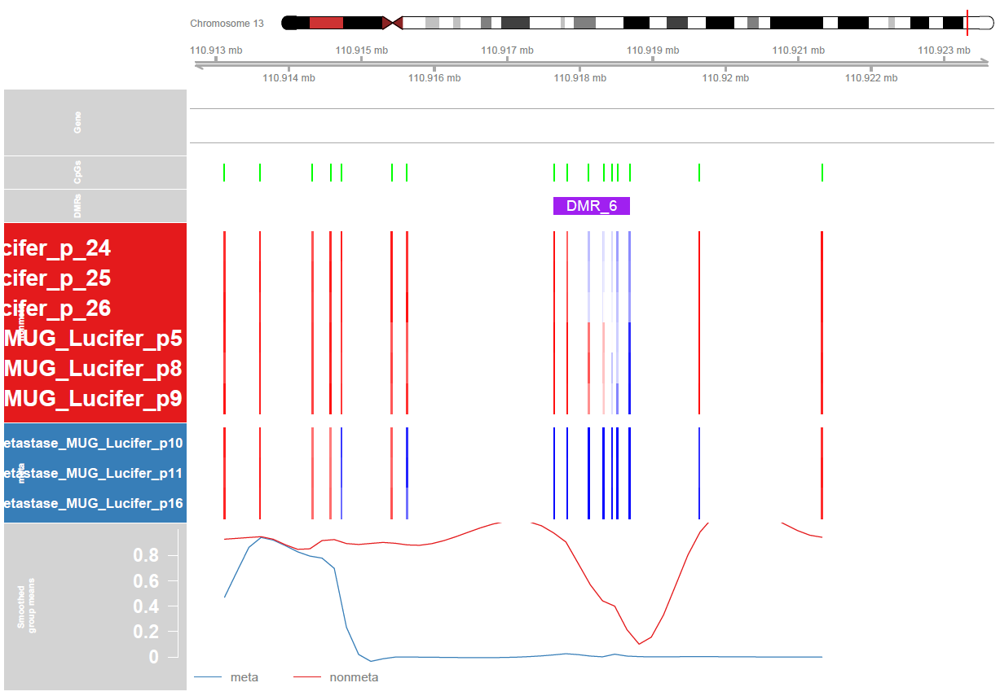 Chromosome 13
110.913 mb 110.915 mb 110.917 mb 110.919 mb 110.921 mb 110.923 mb
110.914 mb 110.916 mb 110.918 mb 110.92 mb 110.922 mb
Gene
CpGs
DMRs
DMR_6
cifer_p_24
cifer_p_25
cifer_p_26
MUG_Lucifer_p5
MUG_Lucifer_p8
MUG_Lucifer_p9
etastase_MUG_Lucifer_p10
etastase_MUG_Lucifer_p11
meta
etastase_MUG_Lucifer_p16
Smoothed
group means
0.8
0.6
0.4
0.2
0
meta nonmeta